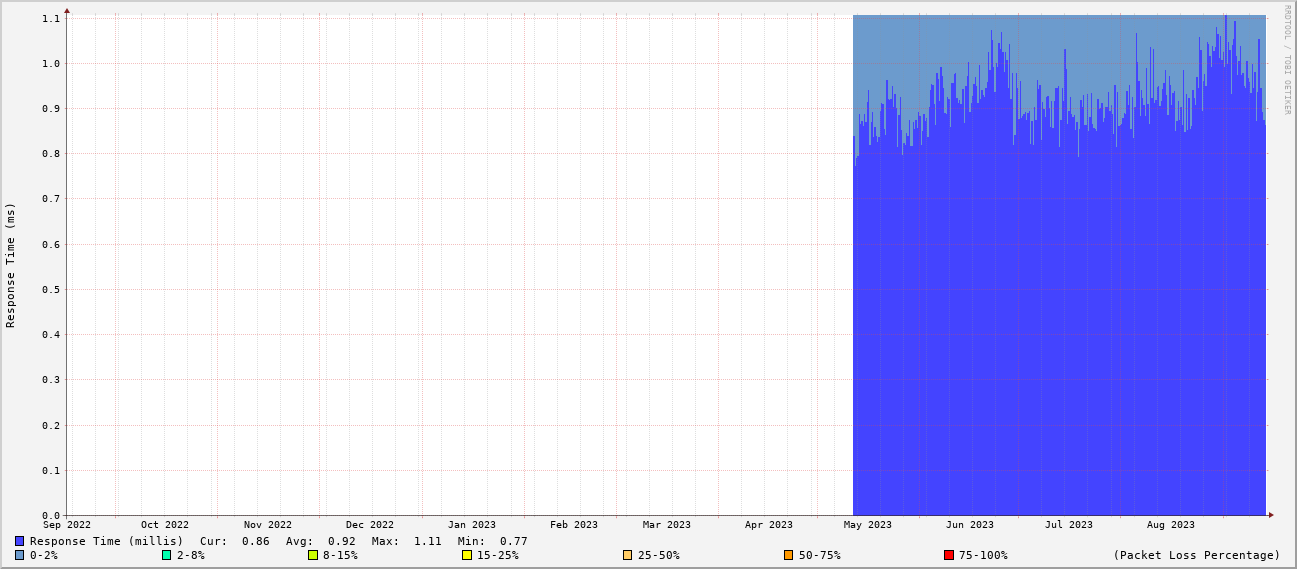 RRDTOOL / TOBI OETIKER
Response Time (ms)
1.1
1.0
0.9
0.8
0.7
0.6
0.5
0.4
0.3
0.2
0.1
0.0
Sep 2022 Oct 2022 Nov 2022 Dec 2022 Jan 2023 Feb 2023 Mar 2023 Apr 2023 May 2023 Jun 2023 Jul 2023 Aug 2023
Response Time (millis) Cur: 0.86 Avg: 0.92 Max: 1.11 Min: 0.77
0-2% 2-8% 8-15% 15-25% 25-50% 50-75% 75-100% (Packet Loss Percentage)